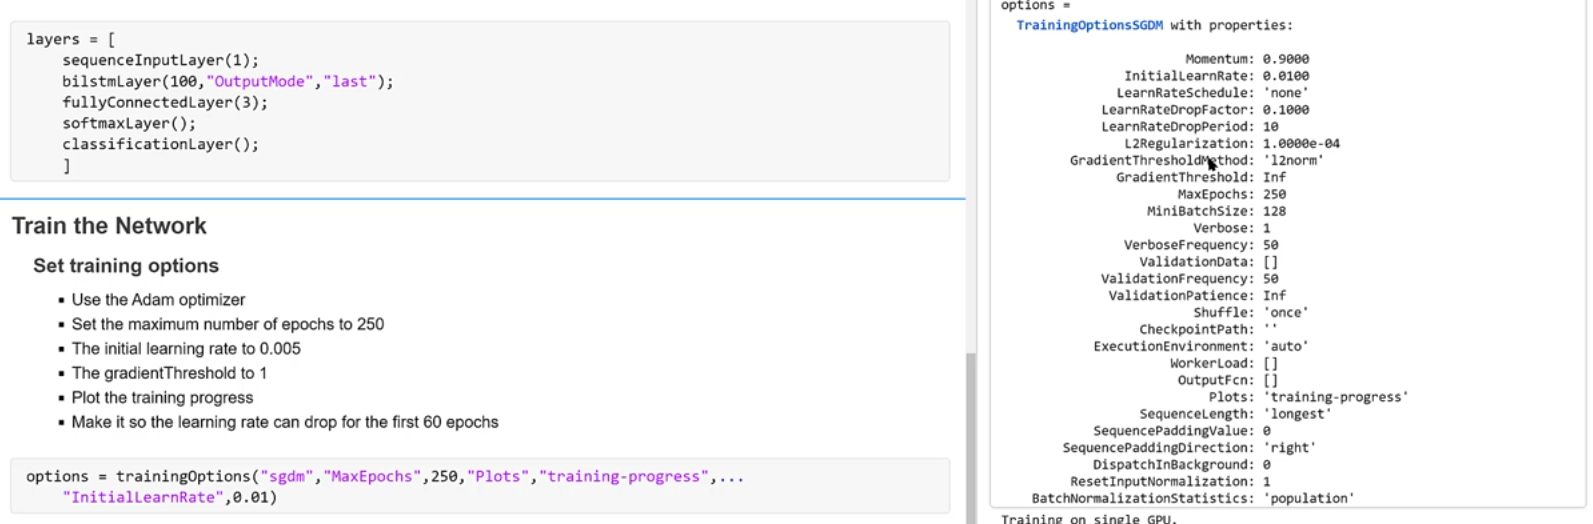 layers = [
sequenceInputLayer(1);
bilstmLayer(100,"OutputMode","last");
fullyConnectedLayer(3);
softmaxLayer();
classificationLayer();
]
Train the Network
Set training options
▪ Use the Adam optimizer
▪ Set the maximum number of epochs to 250
▪ The initial learning rate to 0.005
▪ The gradientThreshold to 1
▪ Plot the training progress
▪ Make it so the learning rate can drop for the first 60 epochs
options = trainingOptions("sgdm","MaxEpochs",250,"Plots","training-progress",...
"InitialLearnRate",0.01)
options =
TrainingOptionsSGDM with properties:
Momentum: 0.9000
InitialLearnRate: 0.0100
LearnRateSchedule: 'none'
LearnRateDropFactor: 0.1000
LearnRateDropPeriod: 10
L2Regularization: 1.0000e-04
GradientThresholdMethod: 'l2norm'
GradientThreshold: Inf
MaxEpochs: 250
MiniBatchSize: 128
Verbose: 1
VerboseFrequency: 50
ValidationData: []
ValidationFrequency: 50
ValidationPatience: Inf
Shuffle: 'once'
CheckpointPath: ''
ExecutionEnvironment: 'auto'
WorkerLoad: []
OutputFcn: []
Plots: 'training-progress'
SequenceLength: 'longest'
SequencePaddingValue: 0
SequencePaddingDirection: 'right'
DispatchInBackground: 0
ResetInputNormalization: 1
BatchNormalizationStatistics: 'population'
Training on single GPU.